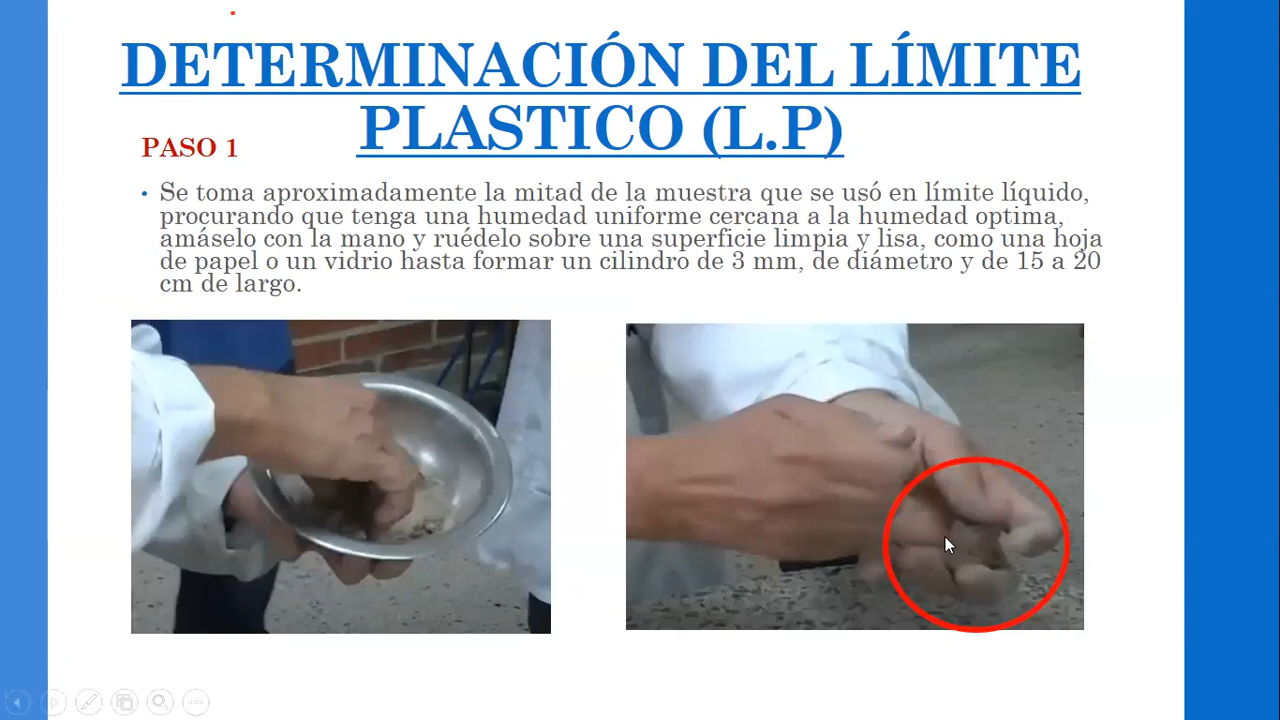 DETERMINACIÓN DEL LÍMITE
PLASTICO (L.P)
PASO 1
• Se toma aproximadamente la mitad de la muestra que se usó en límite líquido,
procurando que tenga una humedad uniforme cercana a la humedad optima,
amáselo con la mano y ruédelo sobre una superficie limpia y lisa, como una hoja
de papel o un vidrio hasta formar un cilindro de 3 mm, de diámetro y de 15 a 20
cm de largo.